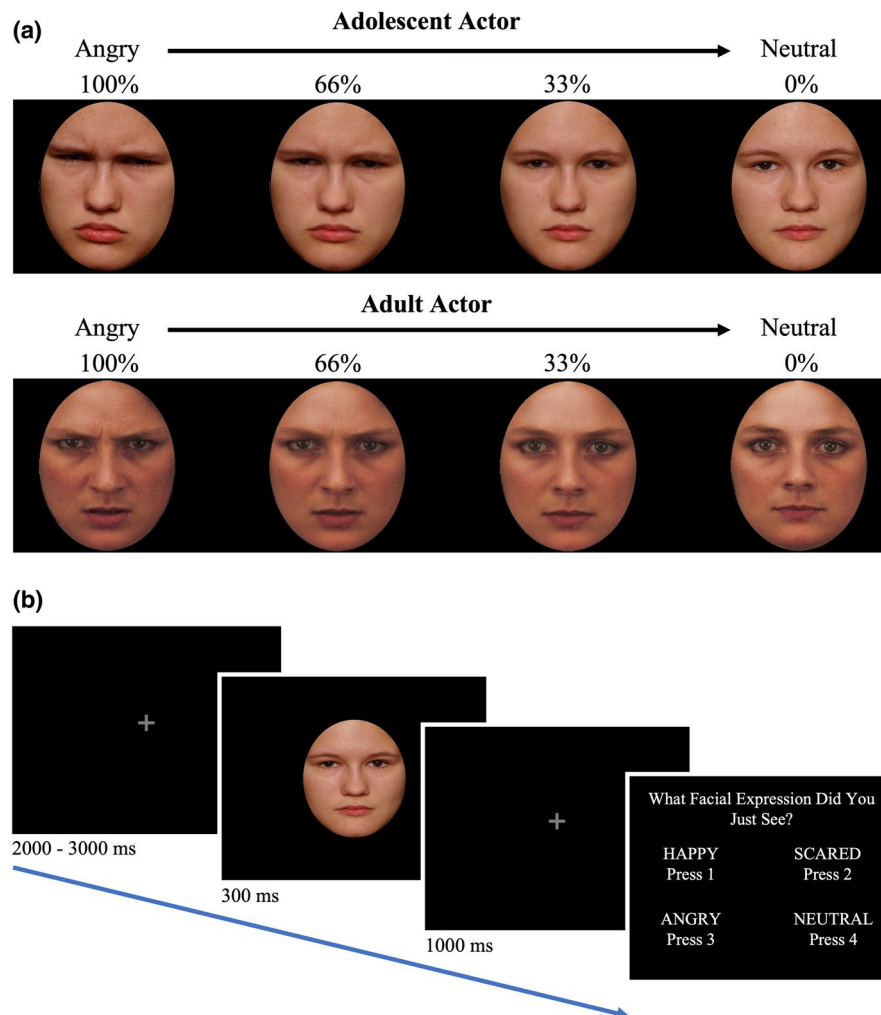 (a)
Adolescent Actor
Angry
Neutral
100%
66%
33%
0%
Adult Actor
Angry
Neutral
100%
66%
33%
0%
(b)
2000 - 3000 ms
300 ms
1000 ms
What Facial Expression Did You
Just See?
HAPPY
SCARED
Press 1
Press 2
ANGRY
NEUTRAL
Press 3
Press 4